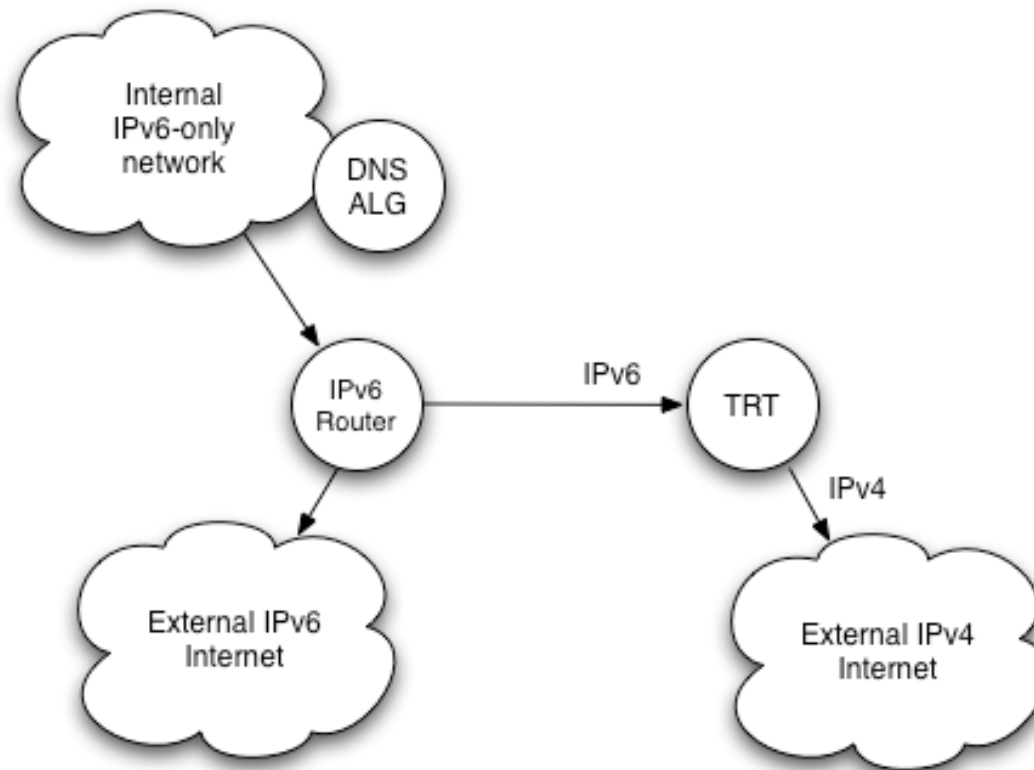 Internal
IPv6-only
network
DNS
ALG
IPv6
Router
IPv6
TRT
IPv4
External IPv6
Internet
External IPv4
Internet